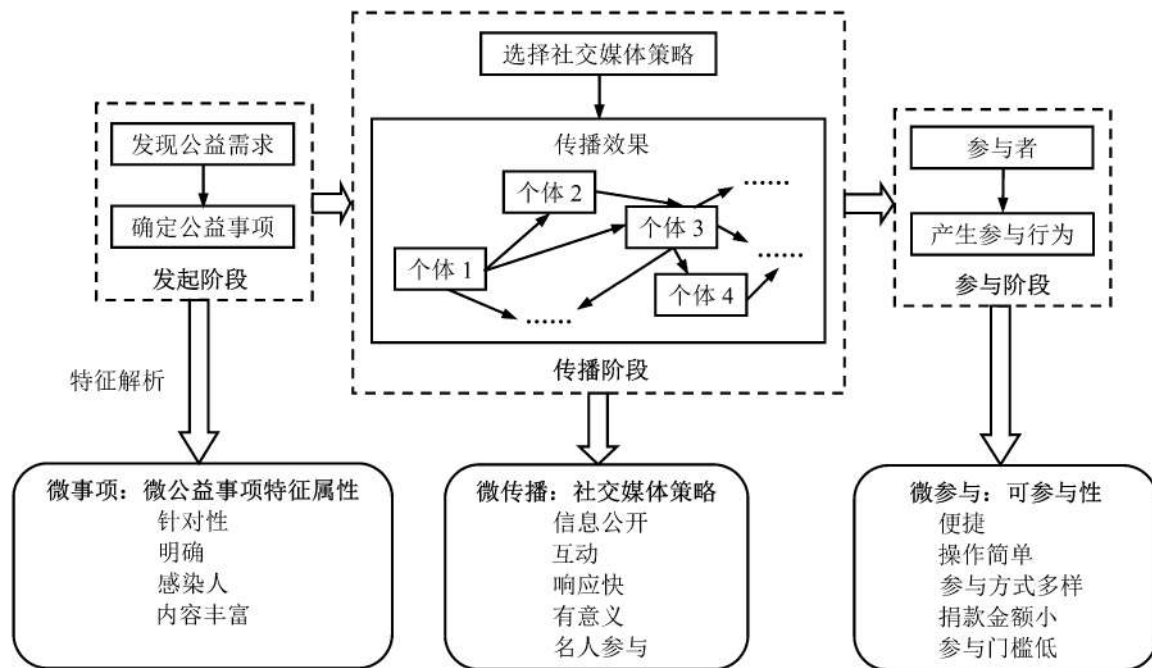 选择社交媒体策略
发现公益需求
确定公益事项
发起阶段
传播效果
个体 1
个体 2
个体 3
个体 4
……
……
……
传播阶段
参与者
产生参与行为
参与阶段
特征解析
微事项：微公益事项特征属性
针对性
明确
感染人
内容丰富
微传播：社交媒体策略
信息公开
互动
响应快
有意义
名人参与
微参与：可参与性
便捷
操作简单
参与方式多样
捐款金额小
参与门槛低